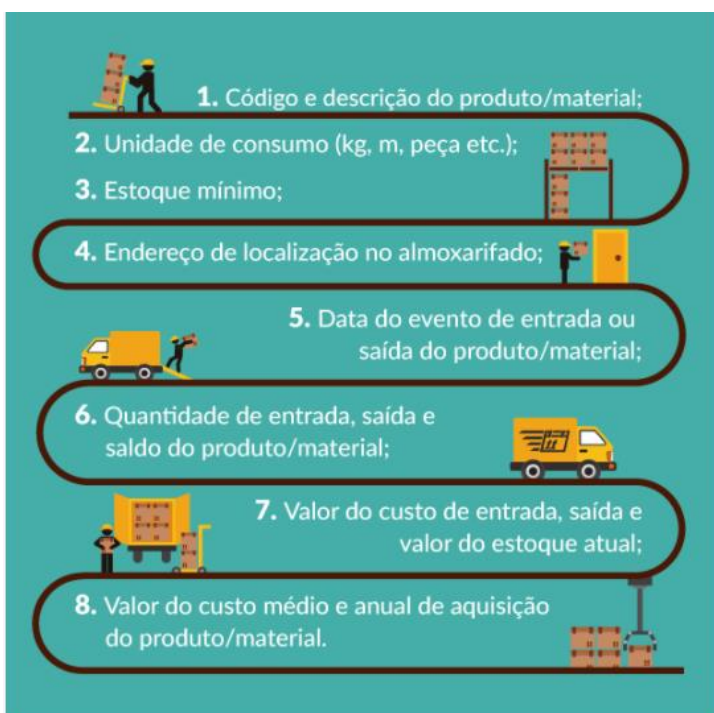 1. Código e descrição do produto/material;
2. Unidade de consumo (kg, m, peça etc.);
3. Estoque mínimo;
4. Endereço de localização no almoxarifado;
5. Data do evento de entrada ou
saída do produto/material;
6. Quantidade de entrada, saída e
saldo do produto/material;
7. Valor do custo de entrada, saída e
valor do estoque atual;
8. Valor do custo médio e anual de aquisição
do produto/material.